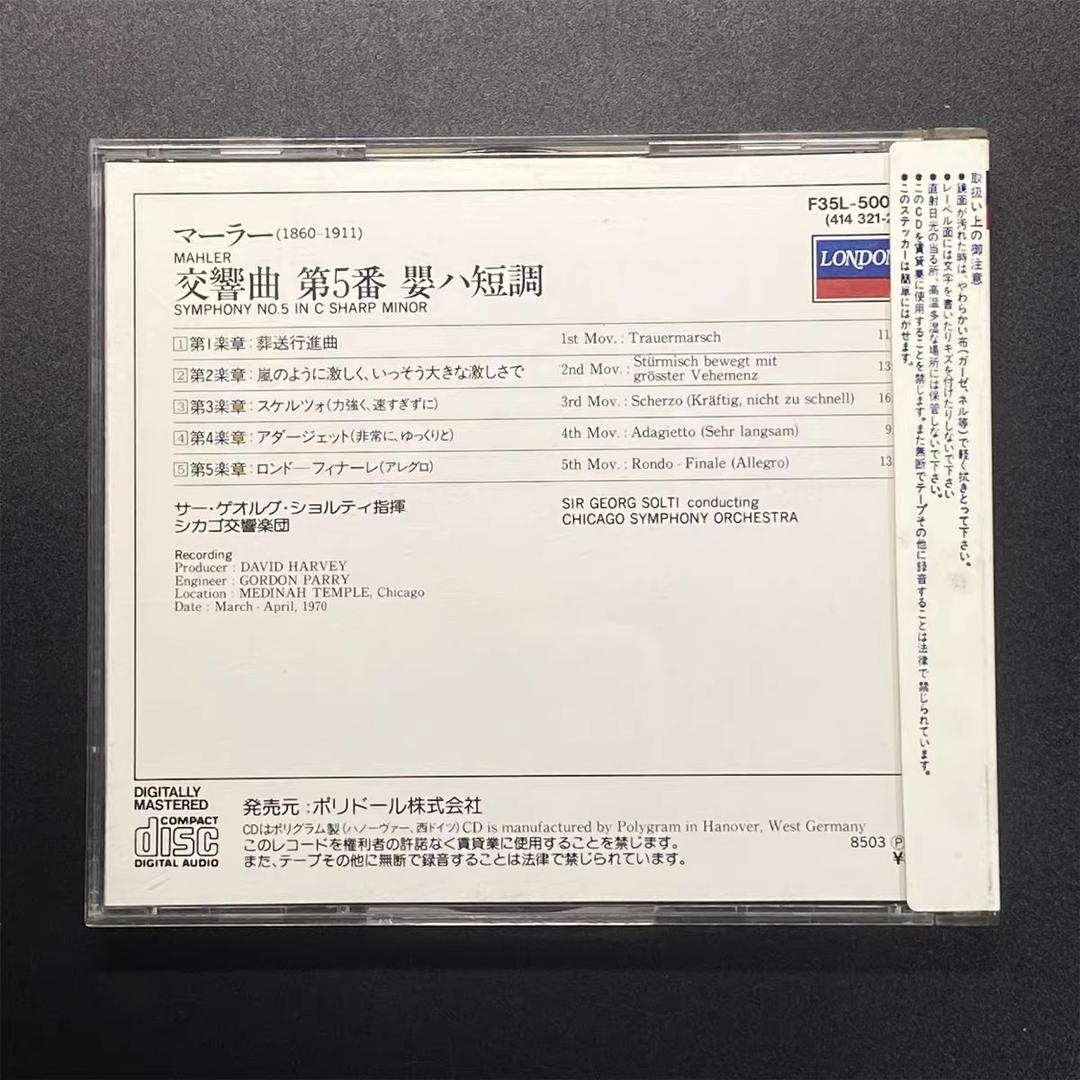 マーラー(1860-1911)
MAHLER
交響曲 第5番 嬰ハ短調
SYMPHONY NO.5 IN C SHARP MINOR
F35L-500
(414 321-2
LONDON
1 第1楽章:葬送行進曲 1st Mov.: Trauermarsch 11
2 第2楽章:嵐のように激しく、いっそう大きな激しさで 2nd Mov.: Stürmisch bewegt mit
grösster Vehemenz 13
3 第3楽章:スケルツォ(力強く、速すぎずに) 3rd Mov.: Scherzo (Kräftig, nicht zu schnell) 16
4 第4楽章:アダージェット(非常に、ゆっくりと) 4th Mov.: Adagietto (Sehr langsam) 9
5 第5楽章:ロンド—フィナーレ(アレグロ) 5th Mov.: Rondo - Finale (Allegro) 13
サー・ゲオルグ・ショルティ指揮
シカゴ交響楽団
SIR GEORG SOLTI conducting
CHICAGO SYMPHONY ORCHESTRA
Recording
Producer : DAVID HARVEY
Engineer : GORDON PARRY
Location : MEDINAH TEMPLE, Chicago
Date : March - April, 1970
DIGITALLY
MASTERED
COMPACT
disc
DIGITAL AUDIO
発売元:ポリドール株式会社
CDはポリグラム製(ハノーヴァー、西ドイツ)CD is manufactured by Polygram in Hanover, West Germany
このレコードを権利者の許諾なく賃貸業に使用することを禁じます。
また、テープその他に無断で録音することは法律で禁じられています。
8503 Ⓟ
¥
取扱い上の御注意
●鏡面が汚れた時は、やわらかい布(ガーゼ、ネル等)で軽く拭きとって下さい。
●レーベル面には文字を書いたりキズを付けたりしないで下さい
●直射日光の当る所、高温多湿な場所には保管しないで下さい。
●このCDを賃貸業に使用することを禁じます。また無断でテープその他に録音することは法律で禁じられています。
●このステッカーは簡単にはがせます。